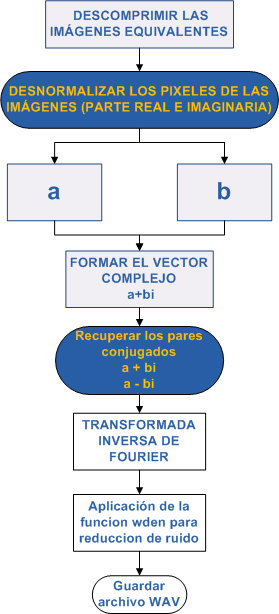 DESCOMPRIMIR LAS
IMÁGENES EQUIVALENTES
DESNORMALIZAR LOS PIXELES DE LAS
IMÁGENES (PARTE REAL E IMAGINARIA)
a
b
FORMAR EL VECTOR
COMPLEJO
a+bi
Recuperar los pares
conjugados
a + bi
a - bi
TRANSFORMADA
INVERSA DE
FOURIER
Aplicación de la
funcion wden para
reduccion de ruido
Guardar
archivo WAV